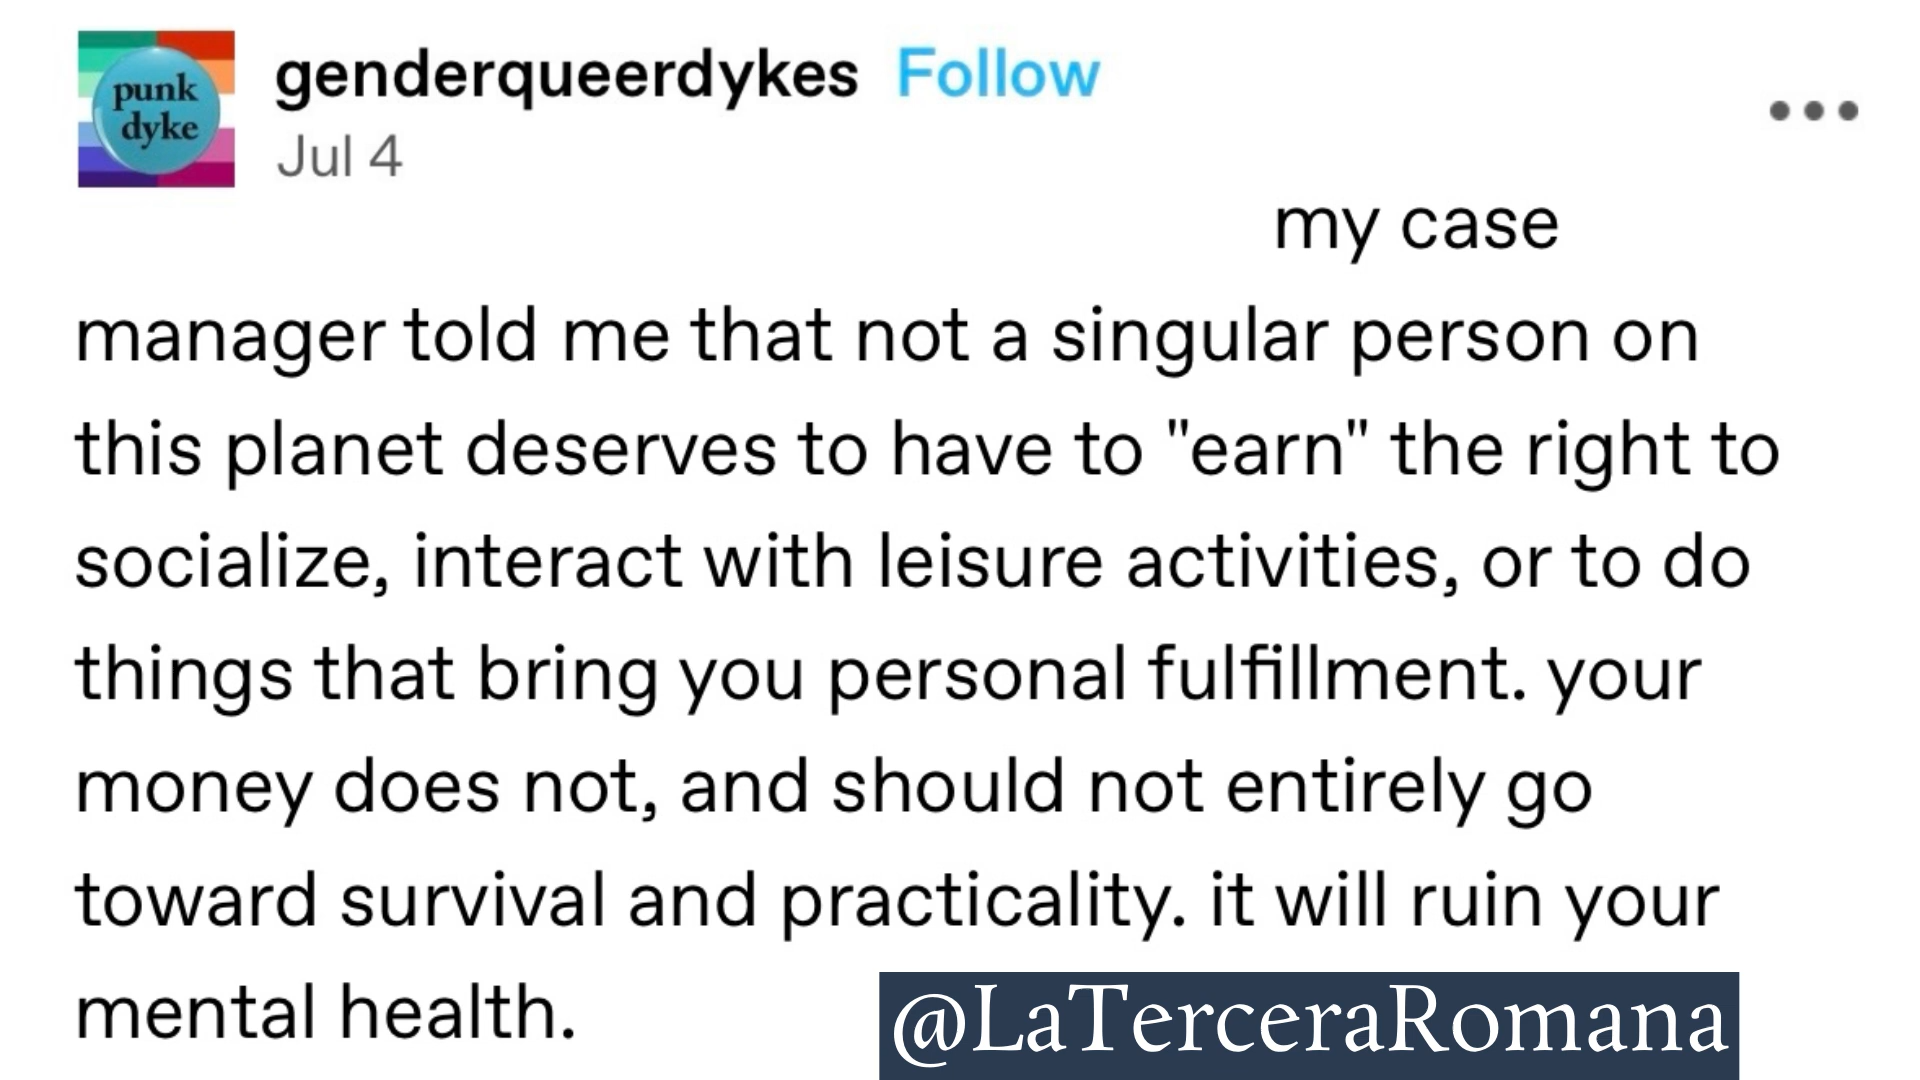 punk
dyke
genderqueerdykes Follow
Jul 4
my case
manager told me that not a singular person on
this planet deserves to have to "earn" the right to
socialize, interact with leisure activities, or to do
things that bring you personal fulfillment. your
money does not, and should not entirely go
toward survival and practicality. it will ruin your
mental health.
@LaTerceraRomana